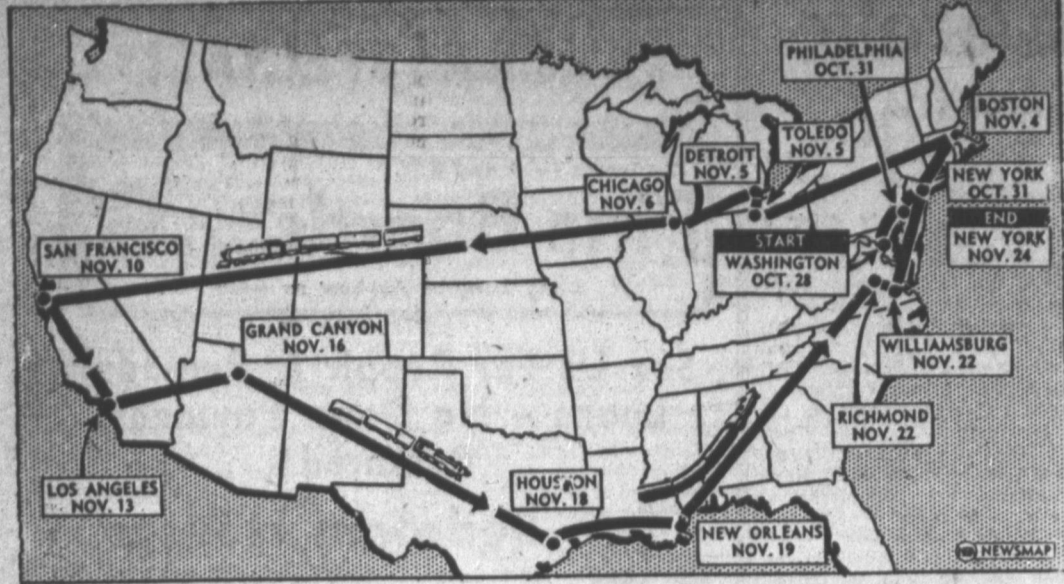 PHILADELPHIA
OCT. 31
BOSTON
NOV. 4
TOLEDO
NOV. 5
DETROIT
NOV. 5
NEW YORK
OCT. 31
END
NEW YORK
NOV. 24
CHICAGO
NOV. 6
START
WASHINGTON
OCT. 28
SAN FRANCISCO
NOV. 10
GRAND CANYON
NOV. 16
WILLIAMSBURG
NOV. 22
RICHMOND
NOV. 22
LOS ANGELES
NOV. 13
HOUSTON
NOV. 18
NEW ORLEANS
NOV. 19
NEWSMAP